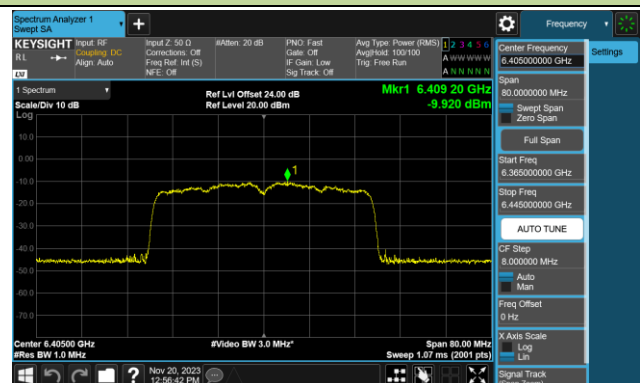 Spectrum Analyzer 1
Swept SA
+
Frequency
KEYSIGHT
R L
LXI
Input: RF
Coupling: DC
Align: Auto
Input Z: 50 Ω
Corrections: Off
Freq Ref: Int (S)
NFE: Off
#Atten: 20 dB
PNO: Fast
Gate: Off
IF Gain: Low
Sig Track: Off
Avg Type: Power (RMS)
Avg|Hold: 100/100
Trig: Free Run
1 2 3 4 5 6
A W W W W W
A N N N N N
Center Frequency
6.405000000 GHz
Settings
Span
80.0000000 MHz
Swept Span
Zero Span
Full Span
Start Freq
6.365000000 GHz
Stop Freq
6.445000000 GHz
AUTO TUNE
CF Step
8.000000 MHz
Auto
Man
Freq Offset
0 Hz
X Axis Scale
Log
Lin
Signal Track
1 Spectrum
Scale/Div 10 dB
Log
Ref Lvl Offset 24.00 dB
Ref Level 20.00 dBm
Mkr1 6.409 20 GHz
-9.920 dBm
10.0
0.00
-10.0
-20.0
-30.0
-40.0
-50.0
-60.0
-70.0
1
Center 6.40500 GHz
#Res BW 1.0 MHz
#Video BW 3.0 MHz*
Span 80.00 MHz
Sweep 1.07 ms (2001 pts)
?
Nov 20, 2023
12:56:42 PM